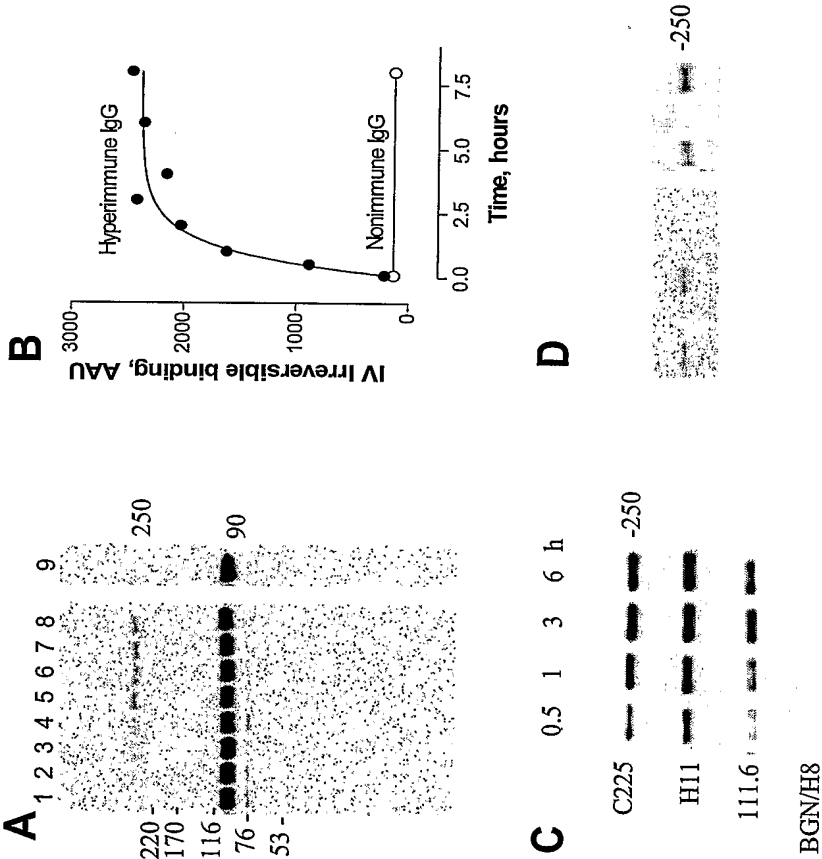 A
1 2 3 4 5 6 7 8 9
220-
170-
116-
76-
53-
250
90
B
IV Irreversible binding, AAU
3000
2000
1000
0
Hyperimmune IgG
Nonimmune IgG
0.0 2.5 5.0 7.5
Time, hours
C
0.5 1 3 6 h
C225
H11
111.6
BGN/H8
-250
D
-250